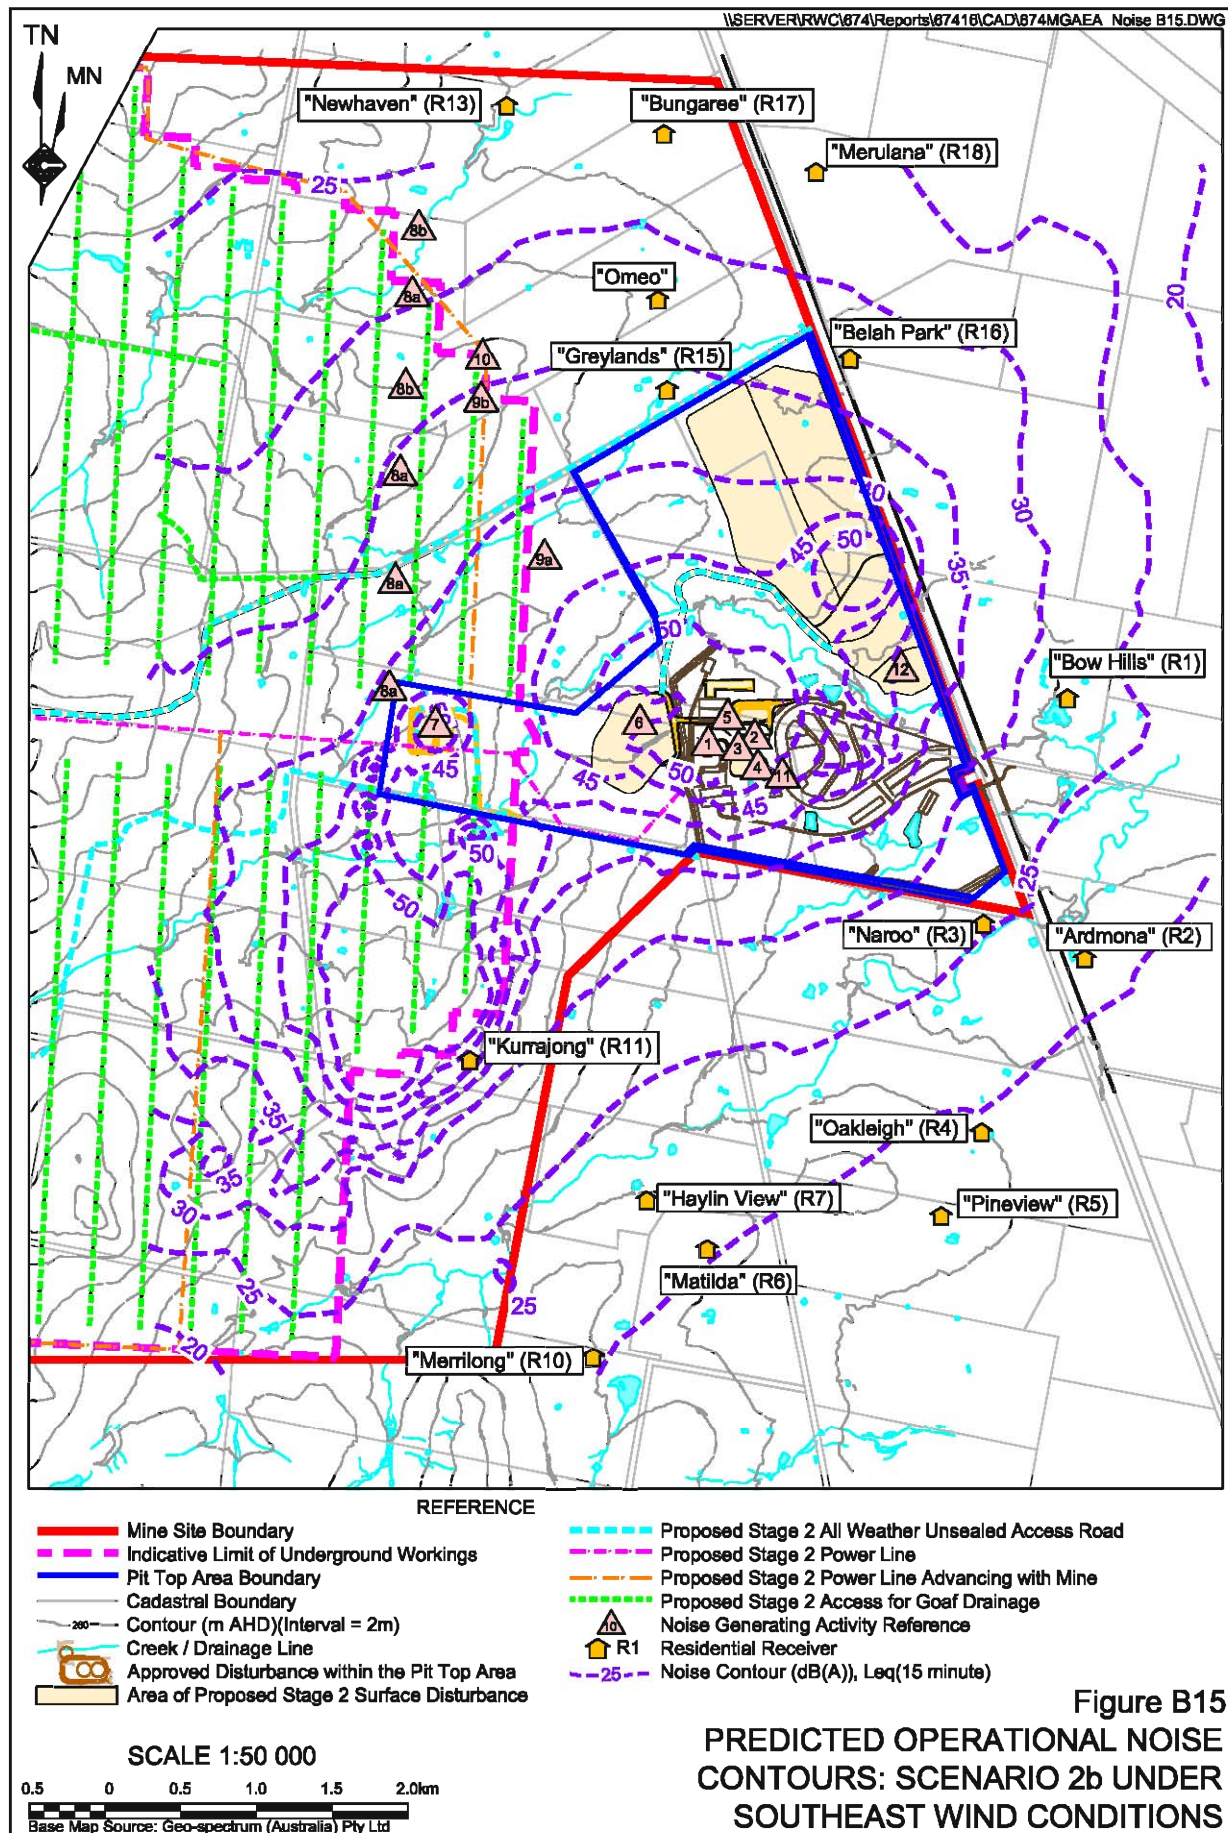 \\SERVER\RWC\674\Reports\67416\CAD\674MGAEA_Noise B15.DWG
TN
MN
"Newhaven" (R13)
"Bungaree" (R17)
"Merulana" (R18)
25
8b
"Omeo"
20
8a
"Belah Park" (R16)
10
"Greylands" (R15)
8b
9b
8a
40
30
45
50
9a
35
8a
50
12
"Bow Hills" (R1)
8a
7
6
5
1
2
3
4
11
45
45
50
45
50
50
25
"Naroo" (R3)
"Ardmona" (R2)
"Kurrajong" (R11)
35
"Oakleigh" (R4)
35
30
"Haylin View" (R7)
"Pineview" (R5)
"Matilda" (R6)
25
25
20
"Merrilong" (R10)
REFERENCE
Mine Site Boundary
Indicative Limit of Underground Workings
Pit Top Area Boundary
Cadastral Boundary
260 Contour (m AHD)(Interval = 2m)
Creek / Drainage Line
Approved Disturbance within the Pit Top Area
Area of Proposed Stage 2 Surface Disturbance
Proposed Stage 2 All Weather Unsealed Access Road
Proposed Stage 2 Power Line
Proposed Stage 2 Power Line Advancing with Mine
Proposed Stage 2 Access for Goaf Drainage
10 Noise Generating Activity Reference
R1 Residential Receiver
25 Noise Contour (dB(A)), Leq(15 minute)
SCALE 1:50 000
0.5 0 0.5 1.0 1.5 2.0km
Base Map Source: Geo-spectrum (Australia) Pty Ltd
Figure B15
PREDICTED OPERATIONAL NOISE
CONTOURS: SCENARIO 2b UNDER
SOUTHEAST WIND CONDITIONS